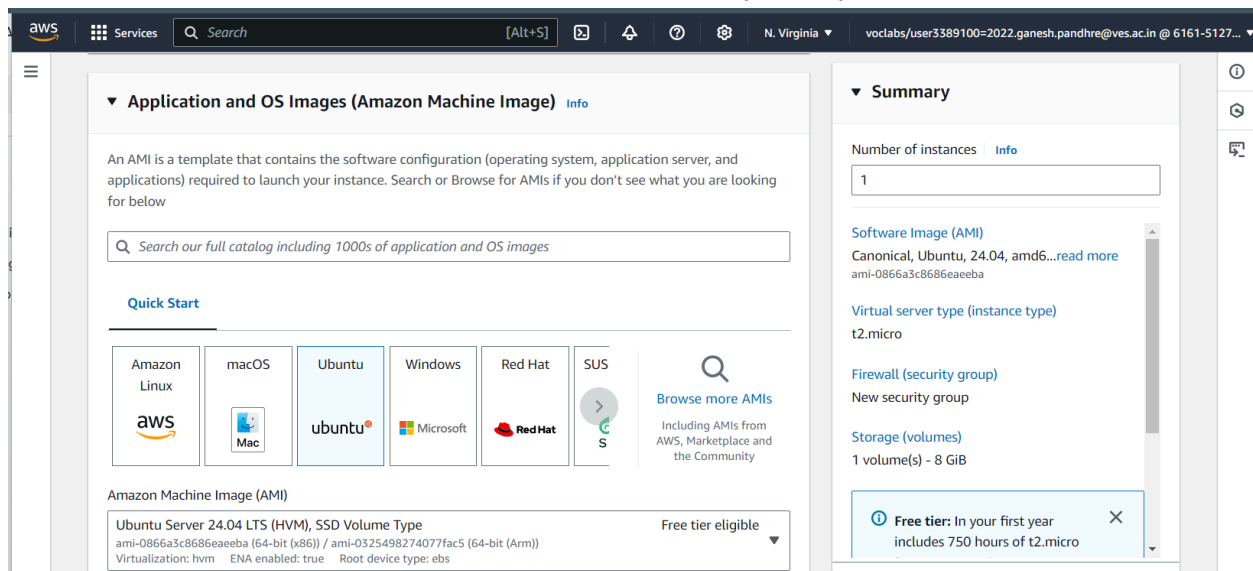 aws
Services
Search
[Alt+S]
N. Virginia
voclabs/user3389100=2022.ganesh.pandhre@ves.ac.in @ 6161-5127...
Application and OS Images (Amazon Machine Image) Info
An AMI is a template that contains the software configuration (operating system, application server, and
applications) required to launch your instance. Search or Browse for AMIs if you don't see what you are looking
for below
Search our full catalog including 1000s of application and OS images
Quick Start
Amazon
Linux
aws
macOS
Mac
Ubuntu
ubuntu
Windows
Microsoft
Red Hat
Red Hat
SUS
S
Browse more AMIs
Including AMIs from
AWS, Marketplace and
the Community
Amazon Machine Image (AMI)
Ubuntu Server 24.04 LTS (HVM), SSD Volume Type
Free tier eligible
ami-0866a3c8686eaeeba (64-bit (x86)) / ami-0325498274077fac5 (64-bit (Arm))
Virtualization: hvm ENA enabled: true Root device type: ebs
Summary
Number of instances Info
1
Software Image (AMI)
Canonical, Ubuntu, 24.04, amd6...read more
ami-0866a3c8686eaeeba
Virtual server type (instance type)
t2.micro
Firewall (security group)
New security group
Storage (volumes)
1 volume(s) - 8 GiB
Free tier: In your first year
includes 750 hours of t2.micro